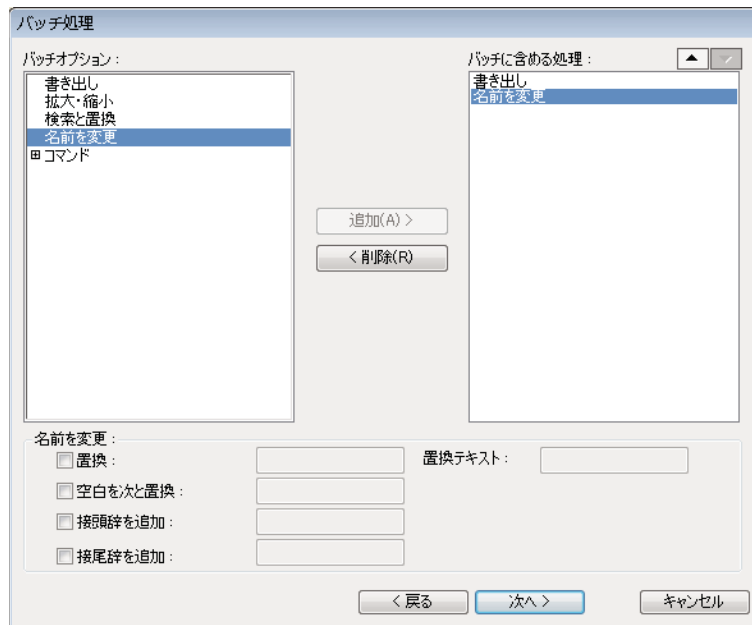 バッチ処理
バッチオプション：
書き出し
拡大・縮小
検索と置換
名前を変更
コマンド
追加(A) >
< 削除(R)
バッチに含める処理：
書き出し
名前を変更
名前を変更：
置換：
置換テキスト：
空白を次と置換：
接頭辞を追加：
接尾辞を追加：
< 戻る
次へ >
キャンセル